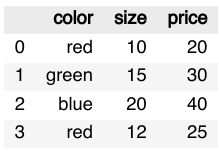 color size price
0 red 10 20
1 green 15 30
2 blue 20 40
3 red 12 25